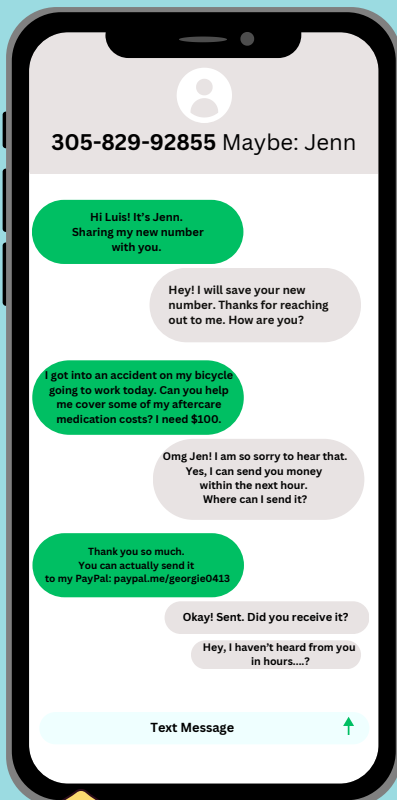 305-829-92855 Maybe: Jenn
Hi Luis! It's Jenn.
Sharing my new number
with you.
Hey! I will save your new
number. Thanks for reaching
out to me. How are you?
I got into an accident on my bicycle
going to work today. Can you help
me cover some of my aftercare
medication costs? I need $100.
Omg Jen! I am so sorry to hear that.
Yes, I can send you money
within the next hour.
Where can I send it?
Thank you so much.
You can actually send it
to my PayPal: paypal.me/georgie0413
Okay! Sent. Did you receive it?
Hey, I haven't heard from you
in hours....?
Text Message